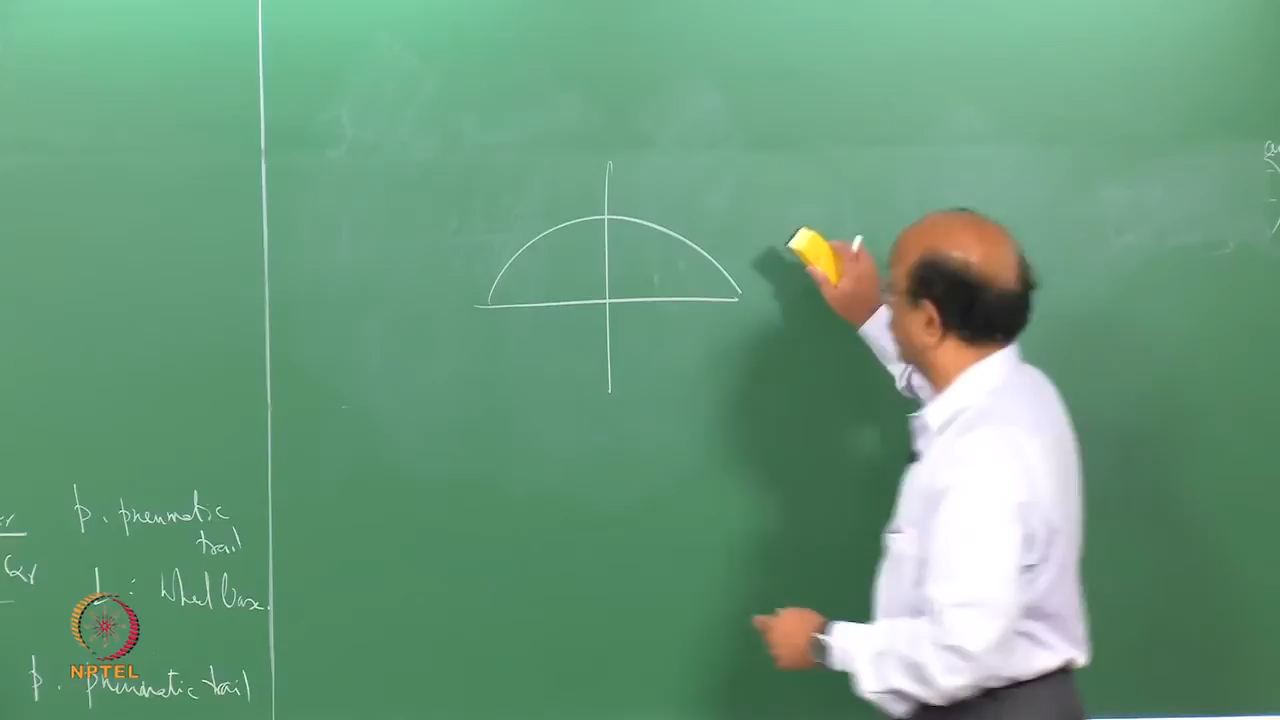 p. pneumatic
trail
L : Wheel base.
p. pneumatic trail
NPTEL